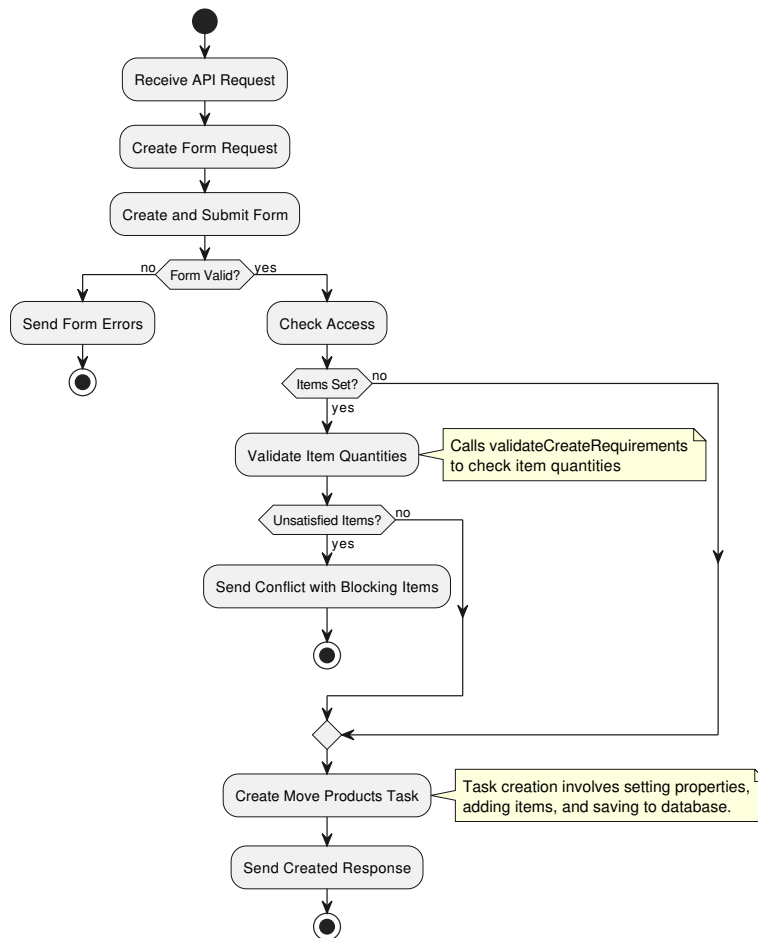 Receive API Request
Create Form Request
Create and Submit Form
no
Form Valid?
yes
Send Form Errors
Check Access
Items Set?
no
yes
Validate Item Quantities
Calls validateCreateRequirements
to check item quantities
Unsatisfied Items?
no
yes
Send Conflict with Blocking Items
Create Move Products Task
Task creation involves setting properties,
adding items, and saving to database.
Send Created Response